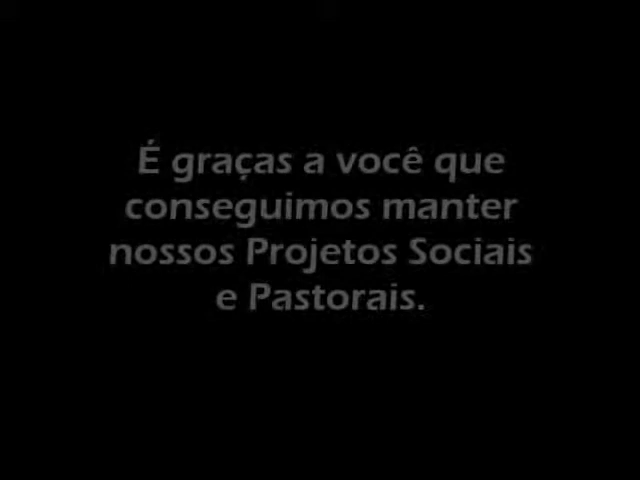 É graças a você que
conseguimos manter
nossos Projetos Sociais
e Pastorais.